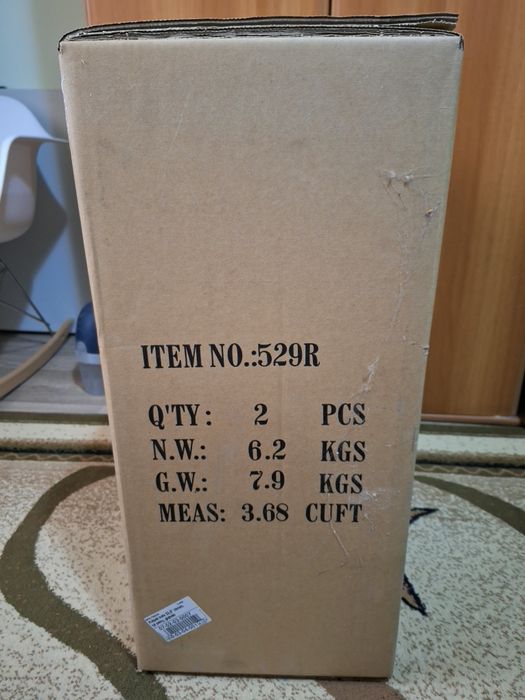 ITEM NO.:529R
Q'TY: 2 PCS
N.W.: 6.2 KGS
G.W.: 7.9 KGS
MEAS: 3.68 CUFT